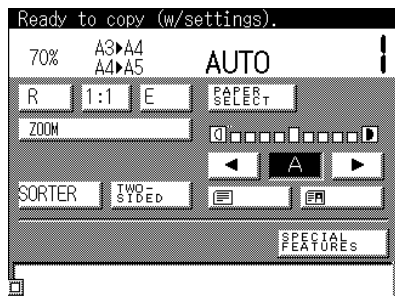 Ready to copy (w/settings).
70% A3▶A4 AUTO 1
A4▶A5
R 1:1 E PAPER SELECT
ZOOM
◀ A ▶
SORTER TWO-SIDED
SPECIAL FEATURES